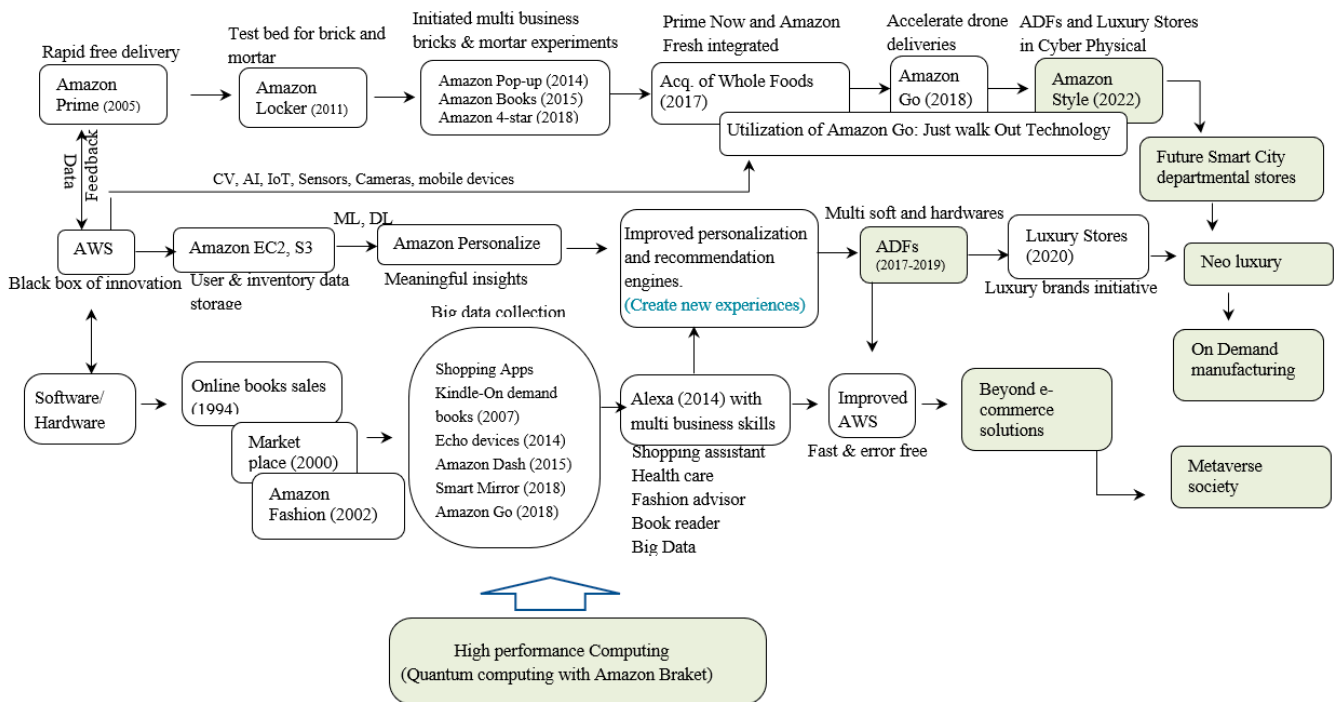 Rapid free delivery
Amazon
Prime (2005)
Test bed for brick and
mortar
Amazon
Locker (2011)
Initiated multi business
bricks & mortar experiments
Amazon Pop-up (2014)
Amazon Books (2015)
Amazon 4-star (2018)
Prime Now and Amazon
Fresh integrated
Acq. of Whole Foods
(2017)
Accelerate drone
deliveries
Amazon
Go (2018)
ADFs and Luxury Stores
in Cyber Physical
Amazon
Style (2022)
Utilization of Amazon Go: Just walk Out Technology
Future Smart City
departmental stores
Data
Feedback
CV, AI, IoT, Sensors, Cameras, mobile devices
AWS
Black box of innovation
Amazon EC2, S3
User & inventory data
storage
ML, DL
Amazon Personalize
Meaningful insights
Improved personalization
and recommendation
engines.
(Create new experiences)
Multi soft and hardwares
ADFs
(2017-2019)
Luxury Stores
(2020)
Luxury brands initiative
Neo luxury
On Demand
manufacturing
Software/
Hardware
Online books sales
(1994)
Market
place (2000)
Amazon
Fashion (2002)
Big data collection
Shopping Apps
Kindle-On demand
books (2007)
Echo devices (2014)
Amazon Dash (2015)
Smart Mirror (2018)
Amazon Go (2018)
Alexa (2014) with
multi business skills
Shopping assistant
Health care
Fashion advisor
Book reader
Big Data
Improved
AWS
Fast & error free
Beyond e-
commerce
solutions
Metaverse
society
High performance Computing
(Quantum computing with Amazon Braket)